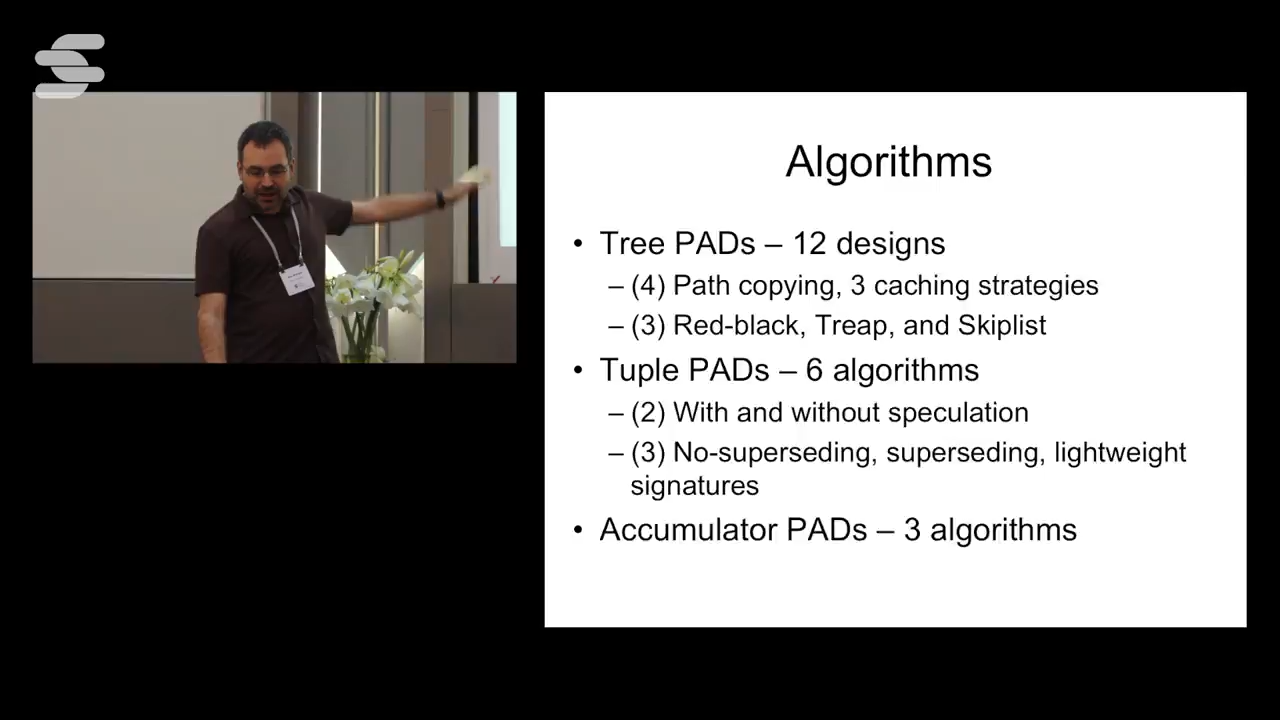 Algorithms
• Tree PADs – 12 designs
– (4) Path copying, 3 caching strategies
– (3) Red-black, Treap, and Skiplist
• Tuple PADs – 6 algorithms
– (2) With and without speculation
– (3) No-superseding, superseding, lightweight
signatures
• Accumulator PADs – 3 algorithms